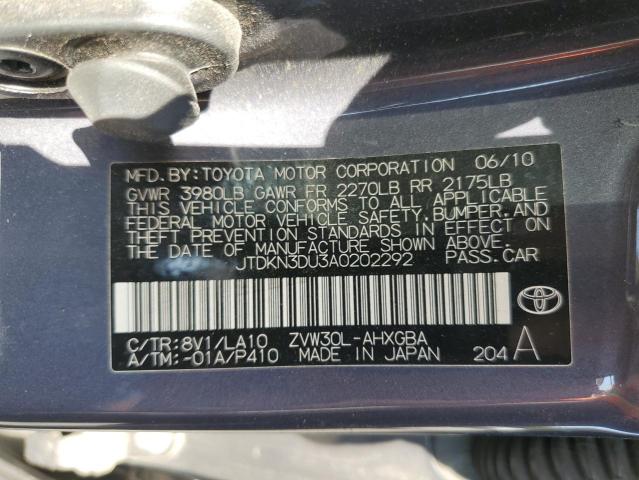 MFD.BY:TOYOTA MOTOR CORPORATION 06/10
GVWR 3980LB GAWR FR 2270LB RR 2175LB
THIS VEHICLE CONFORMS TO ALL APPLICABLE
FEDERAL MOTOR VEHICLE SAFETY,BUMPER,AND
THEFT PREVENTION STANDARDS IN EFFECT ON
THE DATE OF MANUFACTURE SHOWN ABOVE.
JTDKN3DU3A0202292 PASS.CAR
C/TR:8V1/LA10 ZVW30L-AHXGBA
A/TM:-01A/P410 MADE IN JAPAN 204 A